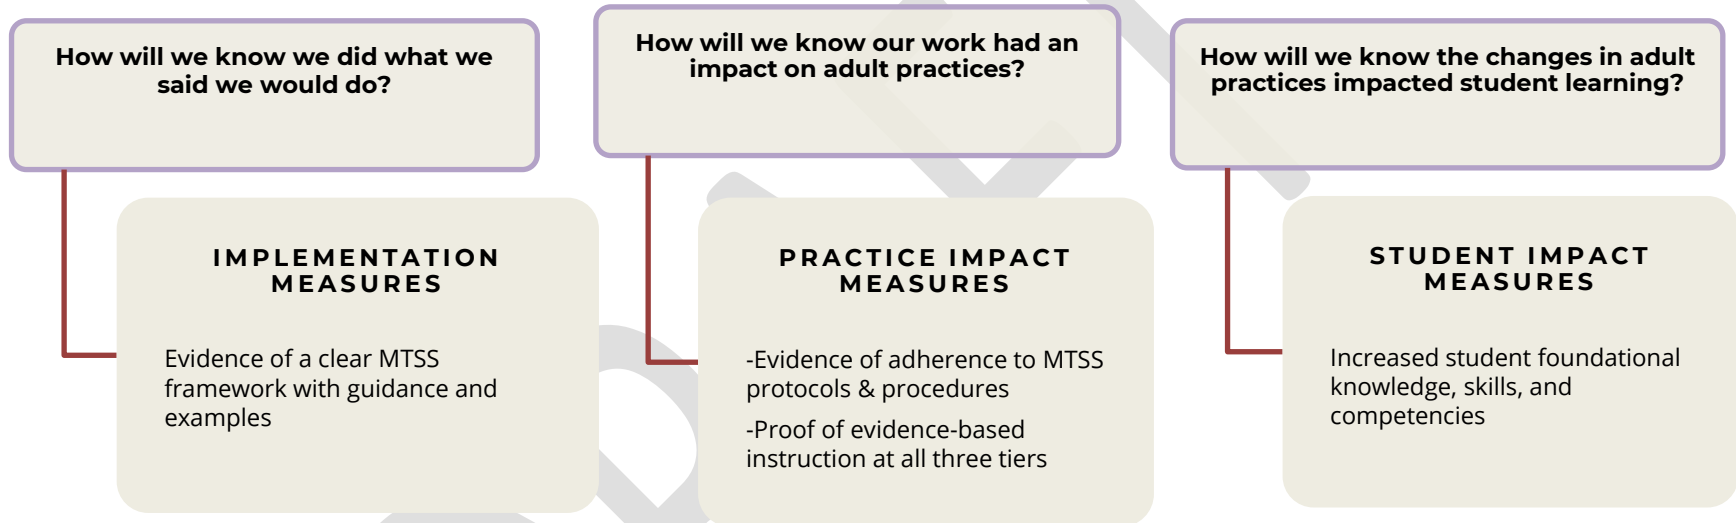 How will we know we did what we
said we would do?
IMPLEMENTATION
MEASURES
Evidence of a clear MTSS
framework with guidance and
examples
How will we know our work had an
impact on adult practices?
PRACTICE IMPACT
MEASURES
-Evidence of adherence to MTSS
protocols & procedures
-Proof of evidence-based
instruction at all three tiers
How will we know the changes in adult
practices impacted student learning?
STUDENT IMPACT
MEASURES
Increased student foundational
knowledge, skills, and
competencies